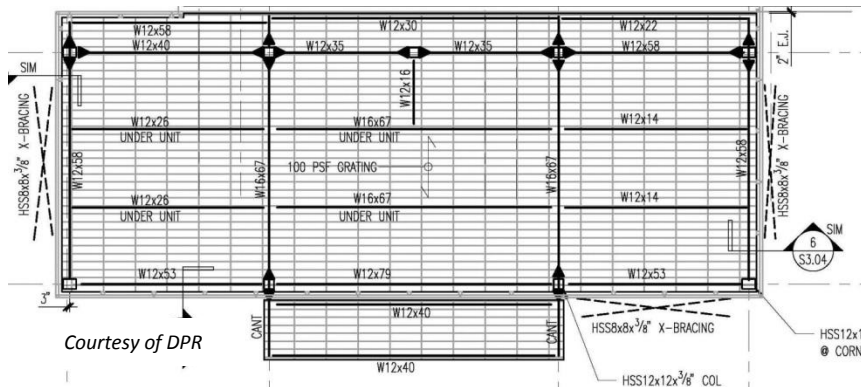 W12x58
W12x30
W12x22
W12x40
W12x35
W12x35
W12x58
2" E.J.
SIM
W12x16
HSS8x8x3/8" X-BRACING
W12x26
UNDER UNIT
W16x67
UNDER UNIT
W12x14
HSS8x8x3/8" X-BRACING
W12x58
W16x67
100 PSF GRATING
W16x67
W12x58
W12x26
UNDER UNIT
W16x67
UNDER UNIT
W12x14
6
S3.04
SIM
W12x53
W12x79
W12x53
3"
CANT
W12x40
CANT
HSS8x8x3/8" X-BRACING
Courtesy of DPR
W12x40
HSS12x1
@ CORN
HSS12x12x3/8" COL